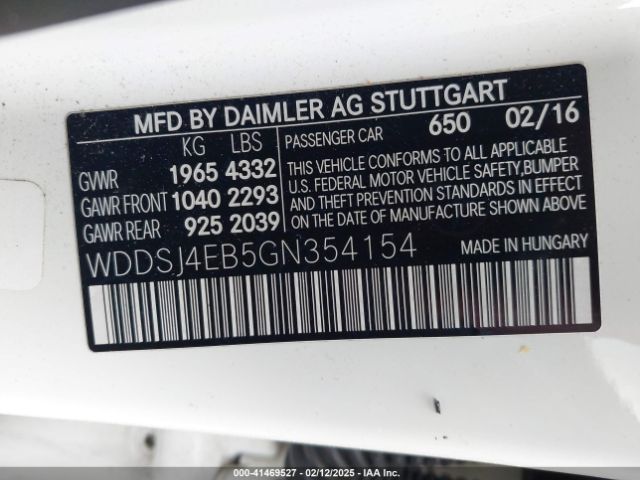 MFD BY DAIMLER AG STUTTGART
KG LBS
GVWR 1965 4332
GAWR FRONT 1040 2293
GAWR REAR 925 2039
PASSENGER CAR 650 02/16
THIS VEHICLE CONFORMS TO ALL APPLICABLE
U.S. FEDERAL MOTOR VEHICLE SAFETY,BUMPER
AND THEFT PREVENTION STANDARDS IN EFFECT
ON THE DATE OF MANUFACTURE SHOWN ABOVE.
WDDSJ4EB5GN354154 MADE IN HUNGARY
000-41469527 - 02/12/2025 - IAA Inc.